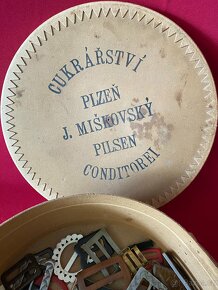 CUKRÁŘSTVÍ
PLZEŇ
J. MIŠKOVSKÝ
PILSEN
CONDITOREI